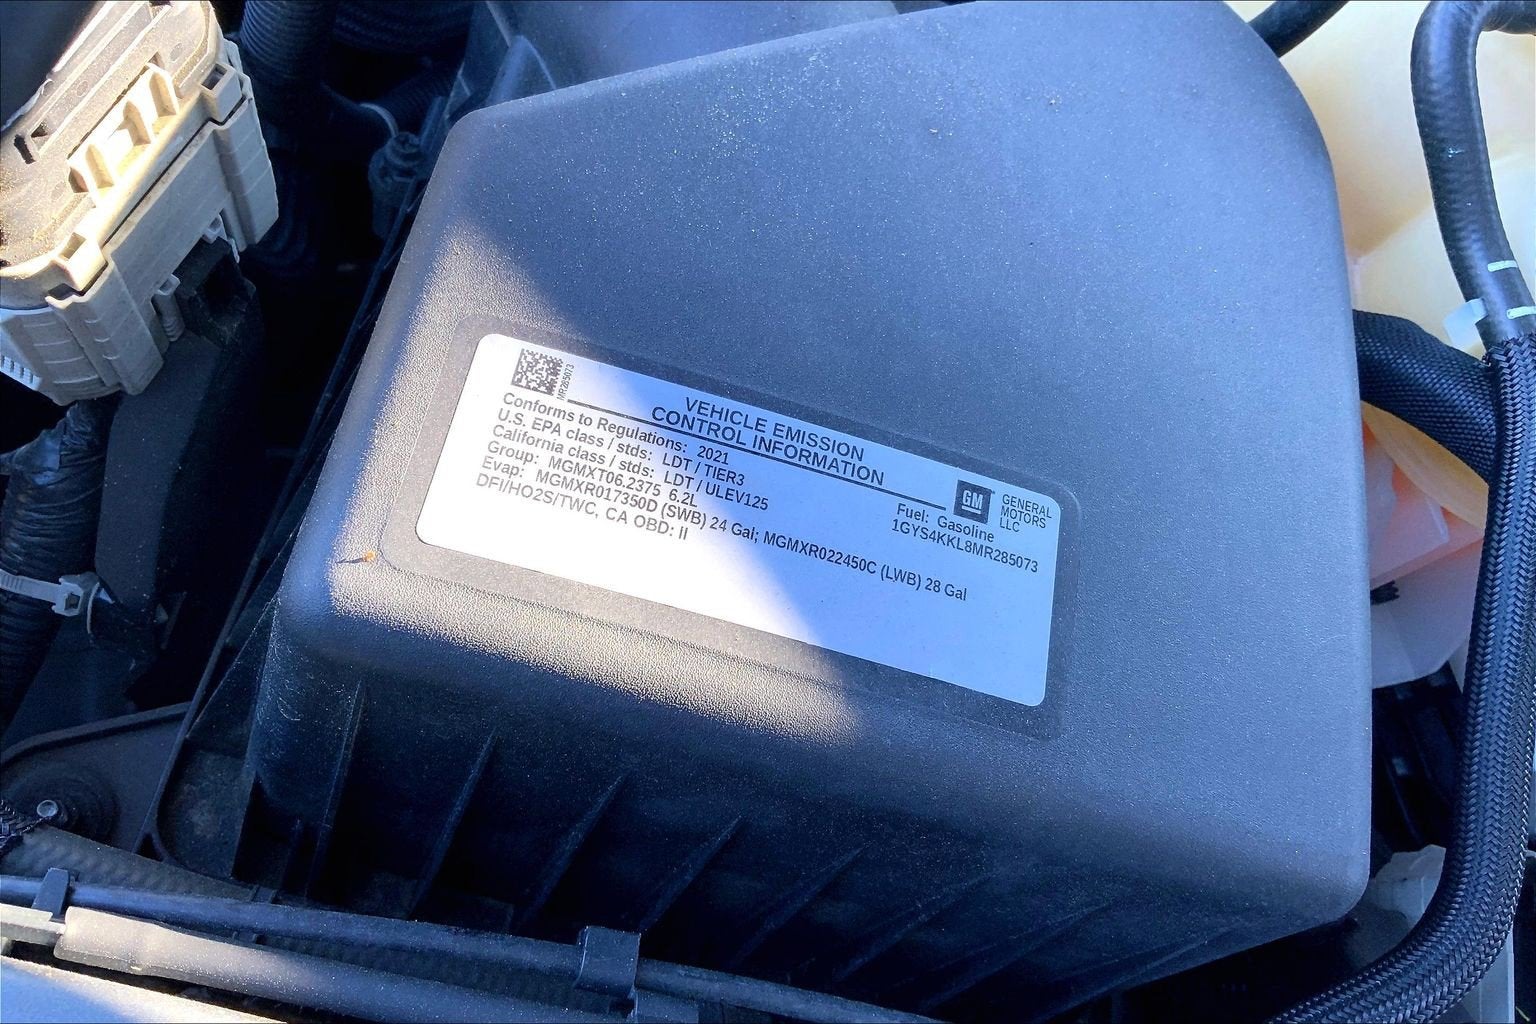 MR285073
VEHICLE EMISSION
CONTROL INFORMATION
Conforms to Regulations: 2021
U.S. EPA class / stds: LDT / TIER3
California class / stds: LDT / ULEV125
Group: MGMXT06.2375 6.2L
Evap: MGMXR017350D (SWB) 24 Gal; MGMXR022450C (LWB) 28 Gal
DFI/HO2S/TWC, CA OBD: II
GM
GENERAL
MOTORS
LLC
Fuel: Gasoline
1GYS4KKL8MR285073